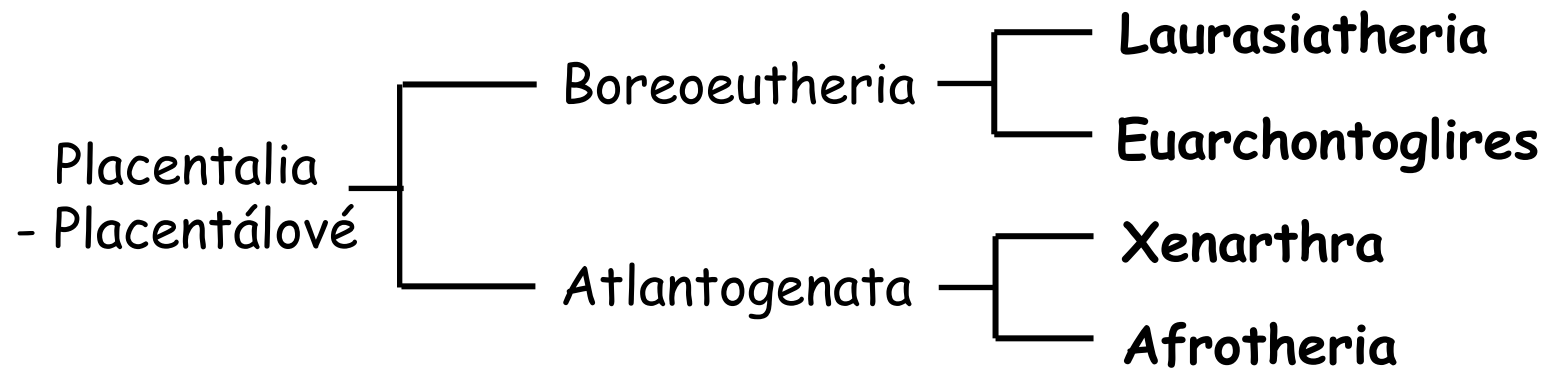 Laurasiatheria
Boreoeutheria
Euarchontoglires
Placentalia
- Placentálové
Xenarthra
Atlantogenata
Afrotheria